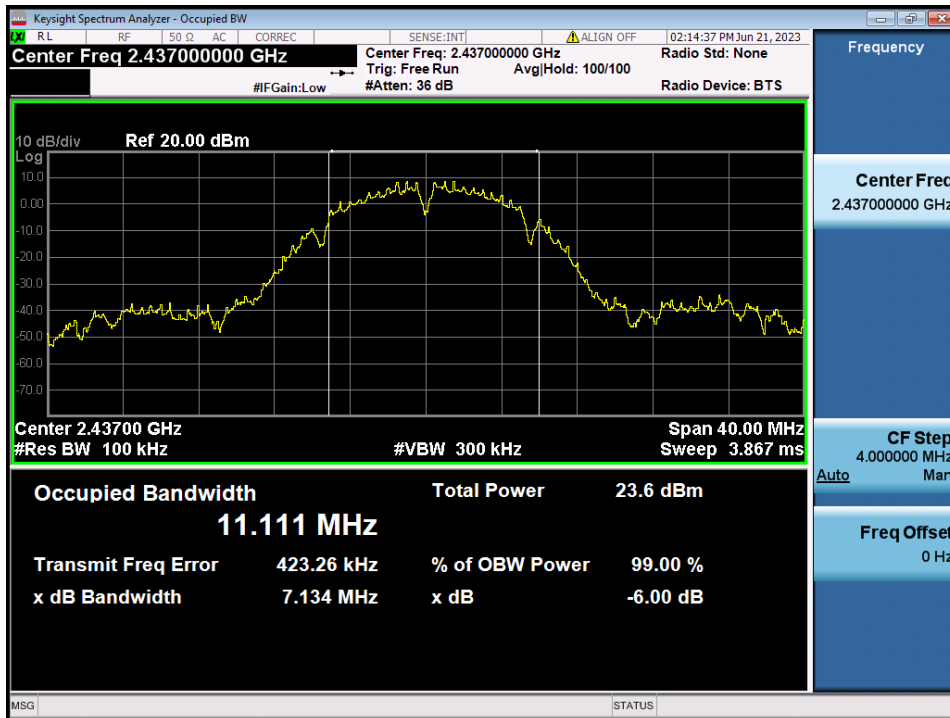 Keysight Spectrum Analyzer - Occupied BW
LXI RL RF 50 Ω AC CORREC SENSE:INT ALIGN OFF 02:14:37 PM Jun 21, 2023
Center Freq 2.437000000 GHz
#IFGain:Low
Center Freq: 2.437000000 GHz
Trig: Free Run Avg|Hold: 100/100
#Atten: 36 dB
Radio Std: None
Radio Device: BTS
10 dB/div Ref 20.00 dBm
Log
10.0
0.00
-10.0
-20.0
-30.0
-40.0
-50.0
-60.0
-70.0
Center 2.43700 GHz Span 40.00 MHz
#Res BW 100 kHz #VBW 300 kHz Sweep 3.867 ms
Occupied Bandwidth Total Power 23.6 dBm
11.111 MHz
Transmit Freq Error 423.26 kHz % of OBW Power 99.00 %
x dB Bandwidth 7.134 MHz x dB -6.00 dB
MSG STATUS
Frequency
Center Freq
2.437000000 GHz
CF Step
4.000000 MHz
Auto Man
Freq Offset
0 Hz